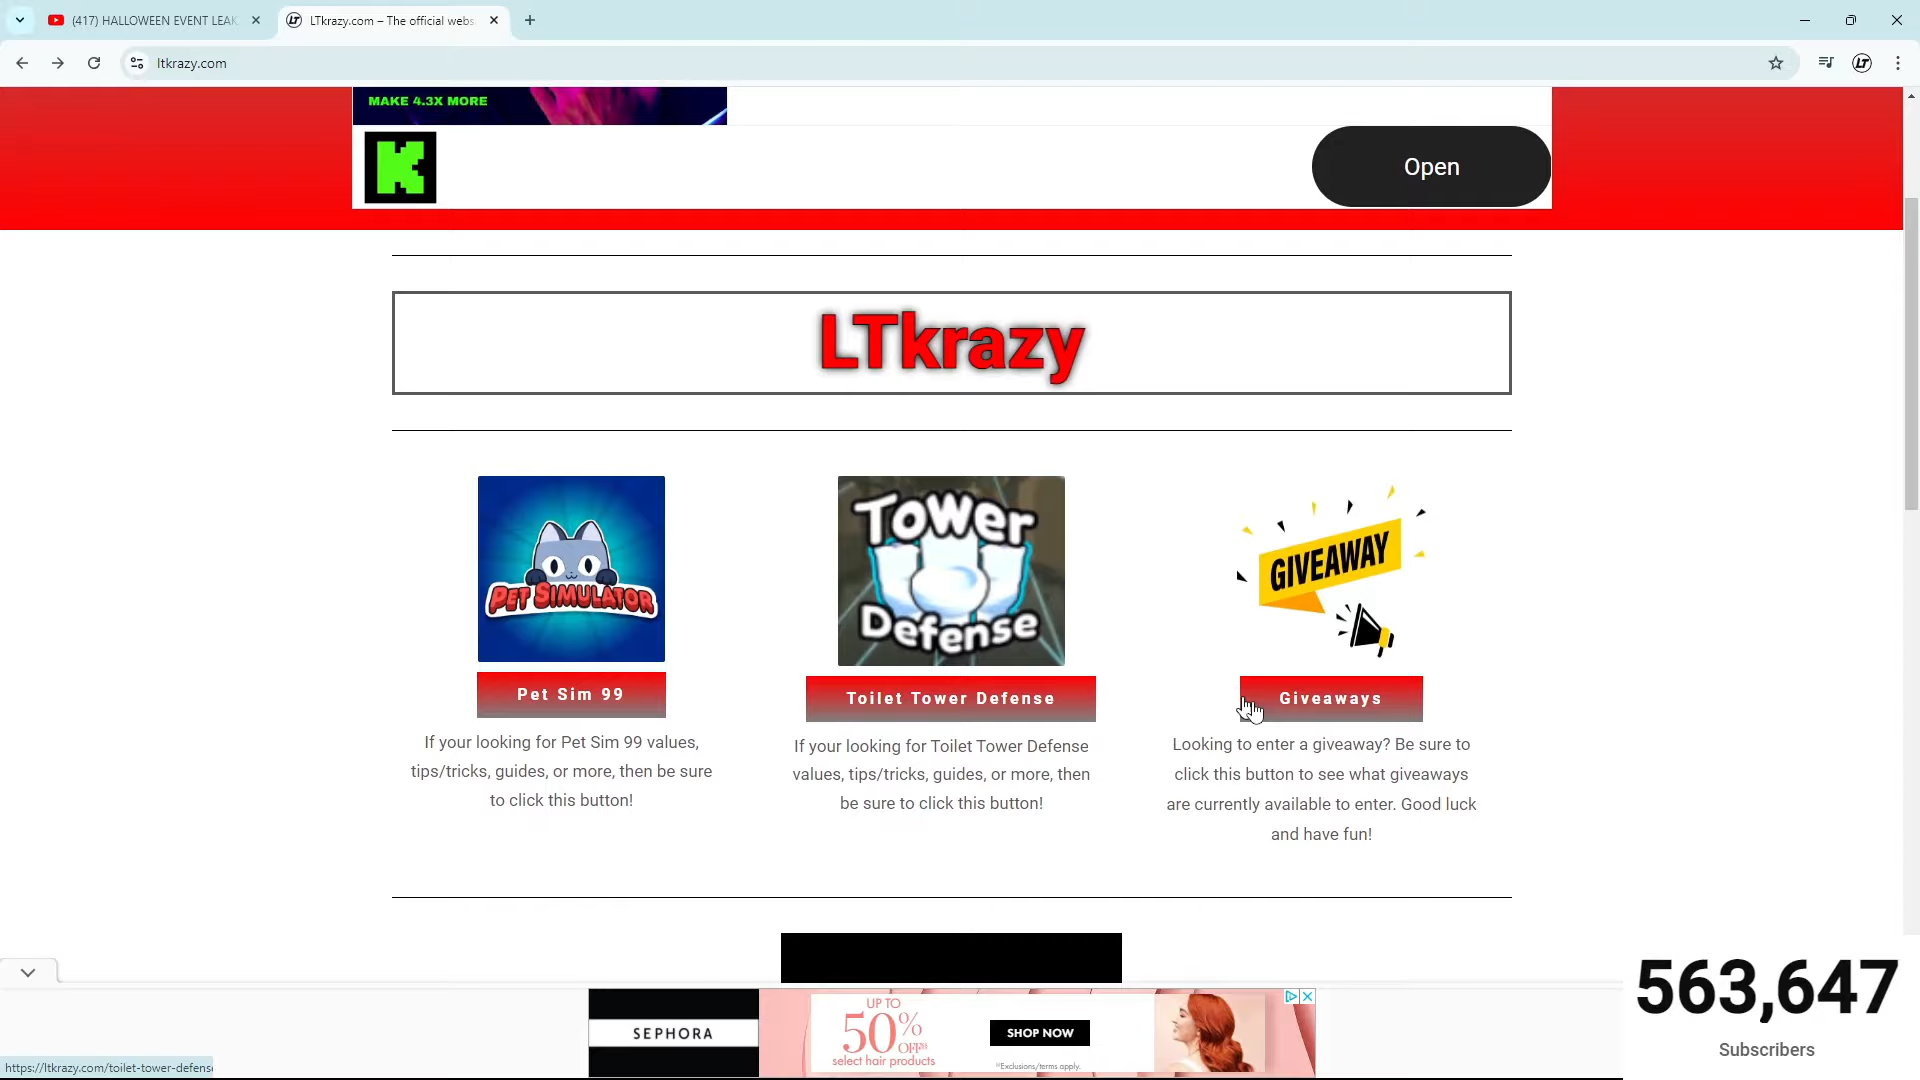 (417) HALLOWEEN EVENT LEAK
LTkrazy.com – The official webs
ltkrazy.com
MAKE 4.3X MORE
K
Open
LTkrazy
PET SIMULATOR
Tower
Defense
GIVEAWAY
Pet Sim 99
Toilet Tower Defense
Giveaways
If your looking for Pet Sim 99 values,
tips/tricks, guides, or more, then be sure
to click this button!
If your looking for Toilet Tower Defense
values, tips/tricks, guides, or more, then
be sure to click this button!
Looking to enter a giveaway? Be sure to
click this button to see what giveaways
are currently available to enter. Good luck
and have fun!
SEPHORA
UP TO
50% OFF**
select hair products
SHOP NOW
**Exclusions/terms apply.
563,647
Subscribers
https://ltkrazy.com/toilet-tower-defense